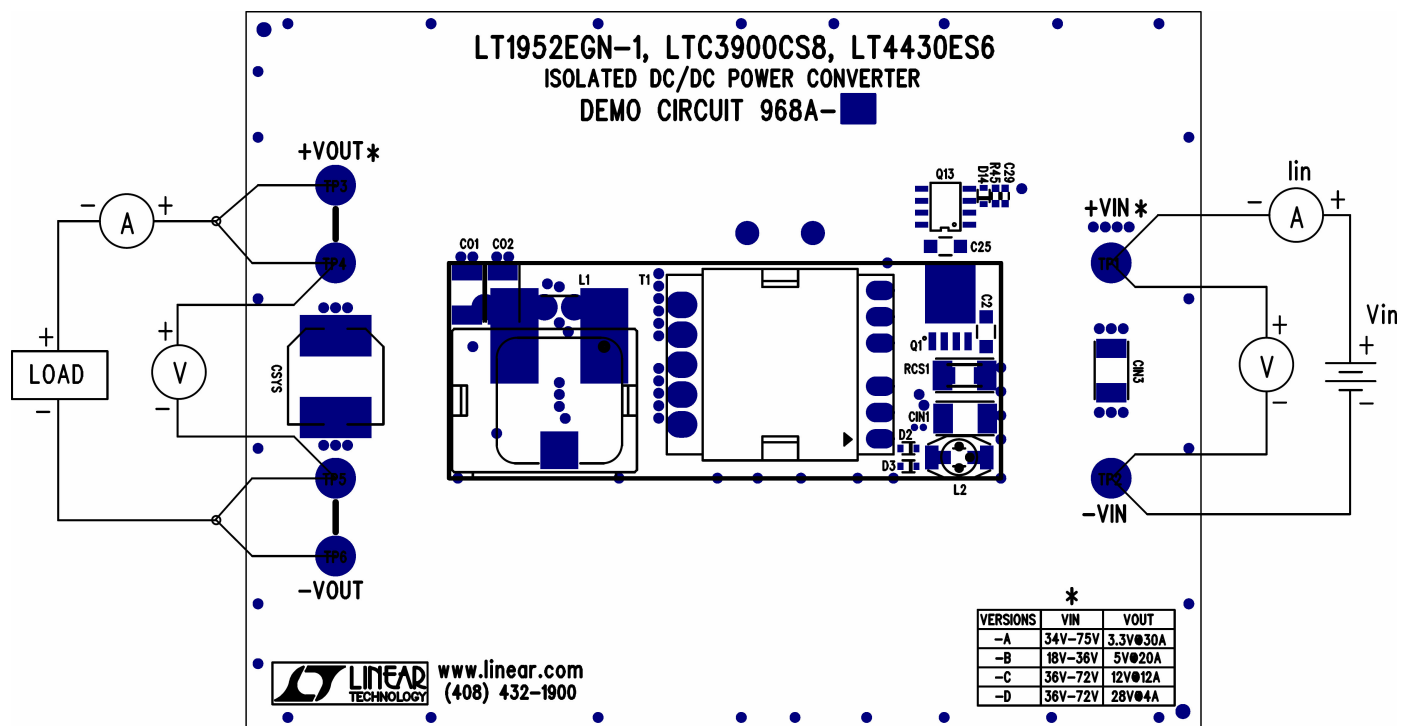 LT1952EGN-1, LTC3900CS8, LT4430ES6
ISOLATED DC/DC POWER CONVERTER
DEMO CIRCUIT 968A-
+VOUT*
TP3
- A +
TP4
+
LOAD
-
+
V
-
CSYS
TP5
TP6
-VOUT
CO1 CO2
L1
T1
Q13
D14
R45
C29
C25
C2
Q1
RCS1
CIN1
D2
D3
L2
+VIN*
TP1
Iin
- A +
CIN3
+
V
-
+
Vin
-
TP2
-VIN
*
VERSIONS VIN VOUT
-A 34V-75V 3.3V@30A
-B 18V-36V 5V@20A
-C 36V-72V 12V@12A
-D 36V-72V 28V@4A
LT LINEAR
TECHNOLOGY
www.linear.com
(408) 432-1900